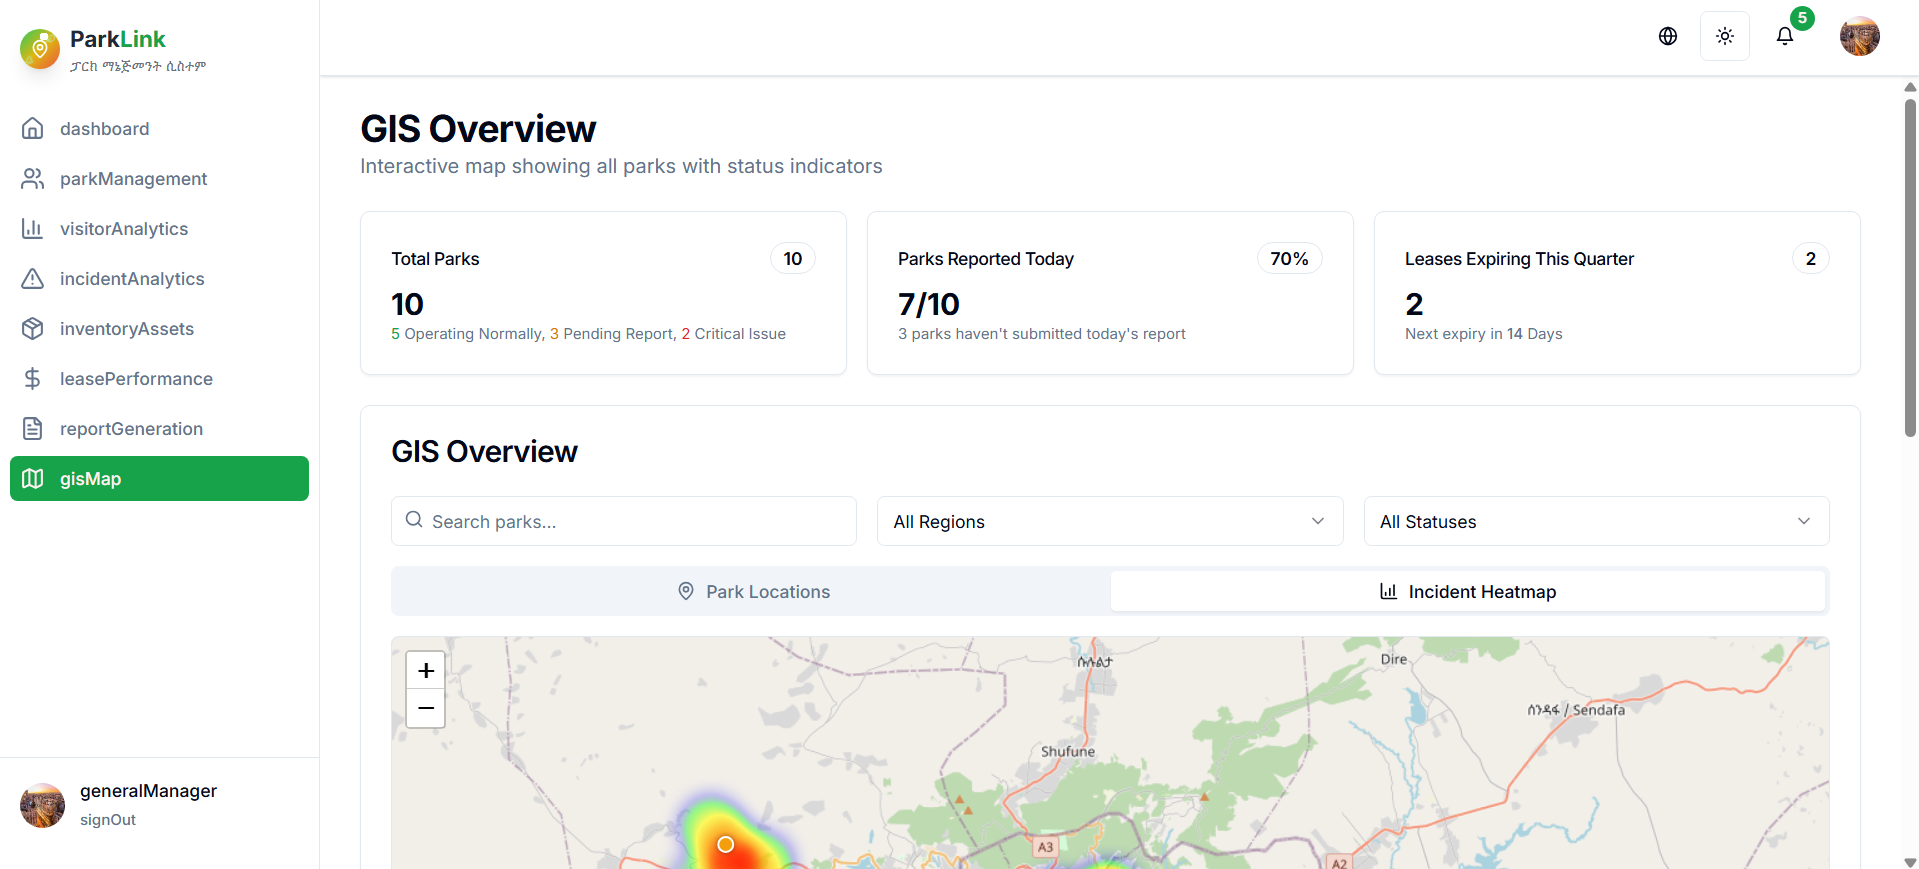 ParkLink
ፓርክ ማኔጅመንት ሲስተም
dashboard
parkManagement
visitorAnalytics
incidentAnalytics
inventoryAssets
leasePerformance
reportGeneration
gisMap
generalManager
signOut
5
GIS Overview
Interactive map showing all parks with status indicators
Total Parks
10
10
5 Operating Normally, 3 Pending Report, 2 Critical Issue
Parks Reported Today
70%
7/10
3 parks haven't submitted today's report
Leases Expiring This Quarter
2
2
Next expiry in 14 Days
GIS Overview
Search parks...
All Regions
All Statuses
Park Locations
Incident Heatmap
+
−
ሱሉልታ
Dire
ሰንዳፋ / Sendafa
Shufune
A3
A2